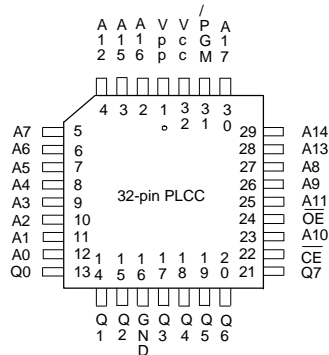 A12 A15 A16 Vpp Vcc /PGM A17
4 3 2 1 32 31 30
A7 5 29 A14
A6 6 28 A13
A5 7 27 A8
A4 8 26 A9
A3 9 25 A11
A2 10 24 OE
A1 11 23 A10
A0 12 22 CE
Q0 13 21 Q7
32-pin PLCC
14 15 16 17 18 19 20
Q1 Q2 GND Q3 Q4 Q5 Q6